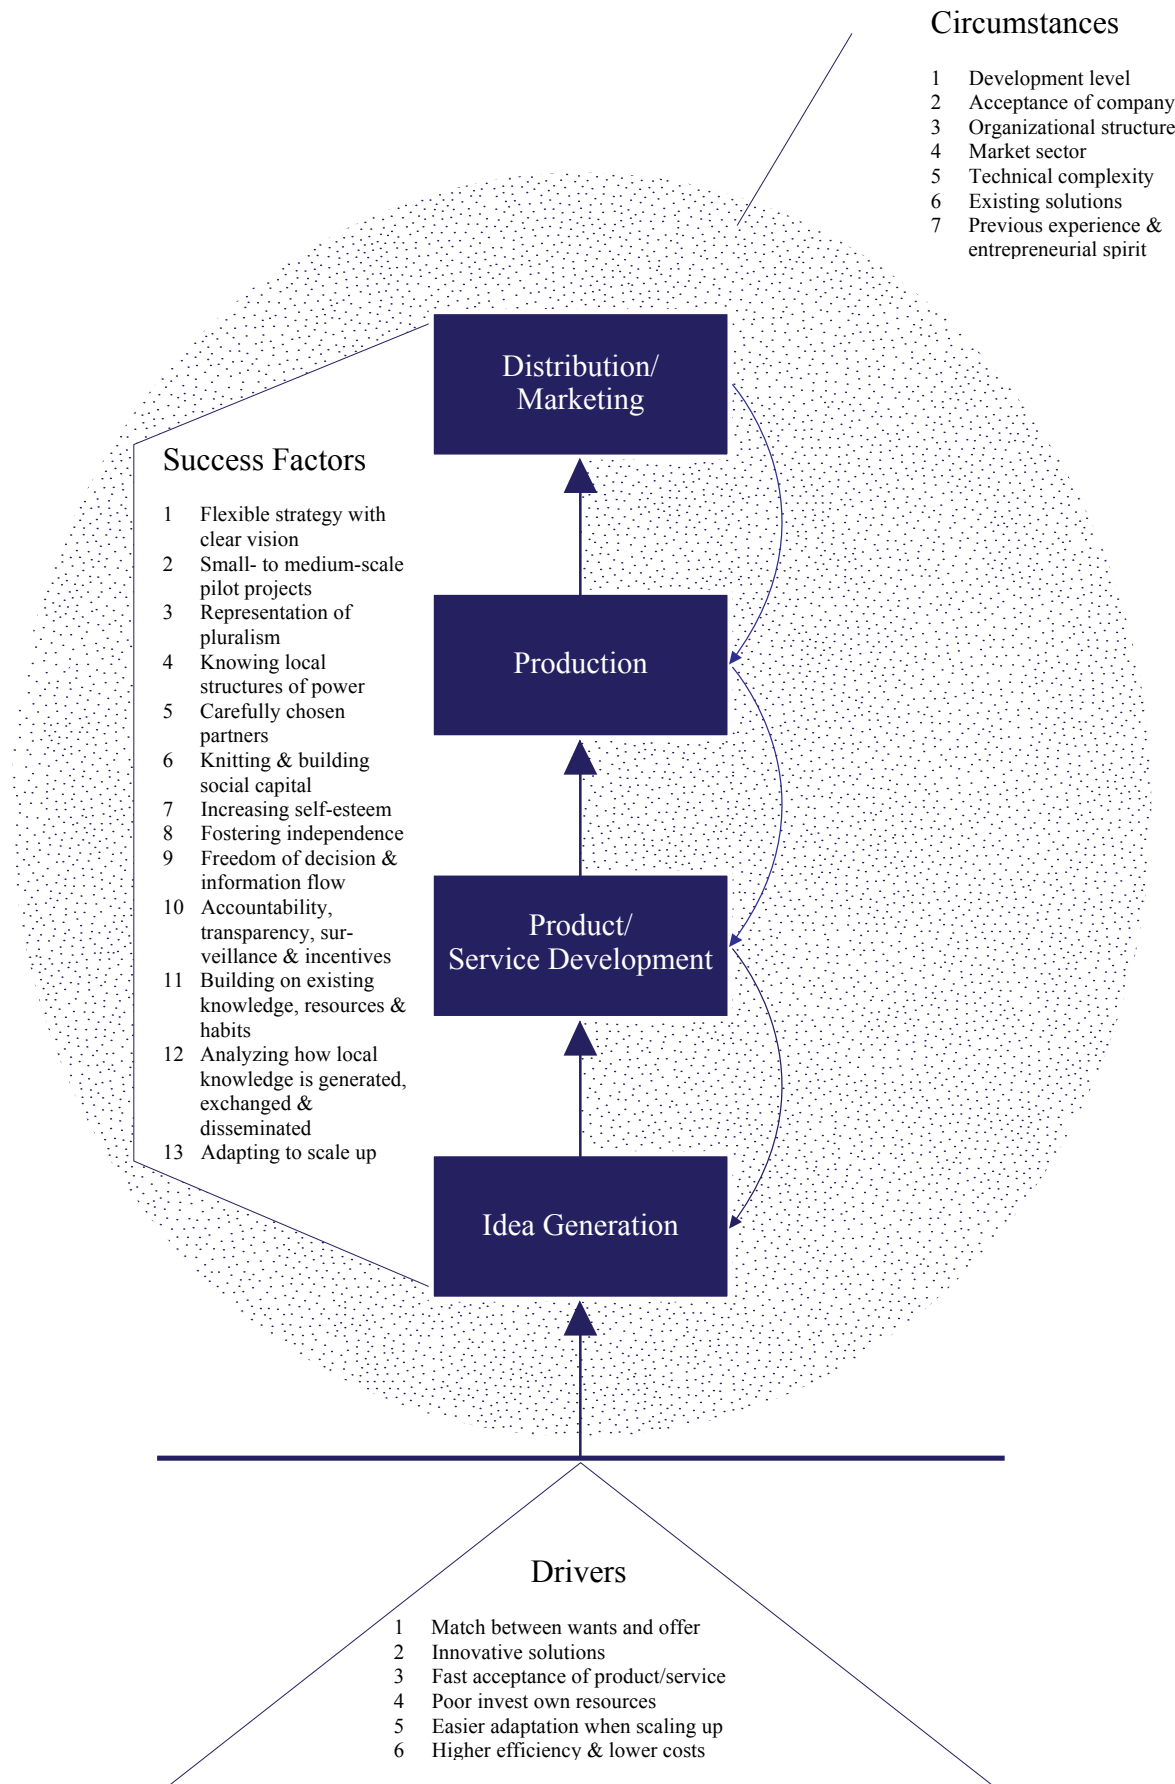 Circumstances
1 Development level
2 Acceptance of company
3 Organizational structure
4 Market sector
5 Technical complexity
6 Existing solutions
7 Previous experience &
entrepreneurial spirit
Distribution/
Marketing
Success Factors
1 Flexible strategy with
clear vision
2 Small- to medium-scale
pilot projects
3 Representation of
pluralism
4 Knowing local
structures of power
5 Carefully chosen
partners
6 Knitting & building
social capital
7 Increasing self-esteem
8 Fostering independence
9 Freedom of decision &
information flow
10 Accountability,
transparency, sur-
veillance & incentives
11 Building on existing
knowledge, resources &
habits
12 Analyzing how local
knowledge is generated,
exchanged &
disseminated
13 Adapting to scale up
Production
Product/
Service Development
Idea Generation
Drivers
1 Match between wants and offer
2 Innovative solutions
3 Fast acceptance of product/service
4 Poor invest own resources
5 Easier adaptation when scaling up
6 Higher efficiency & lower costs